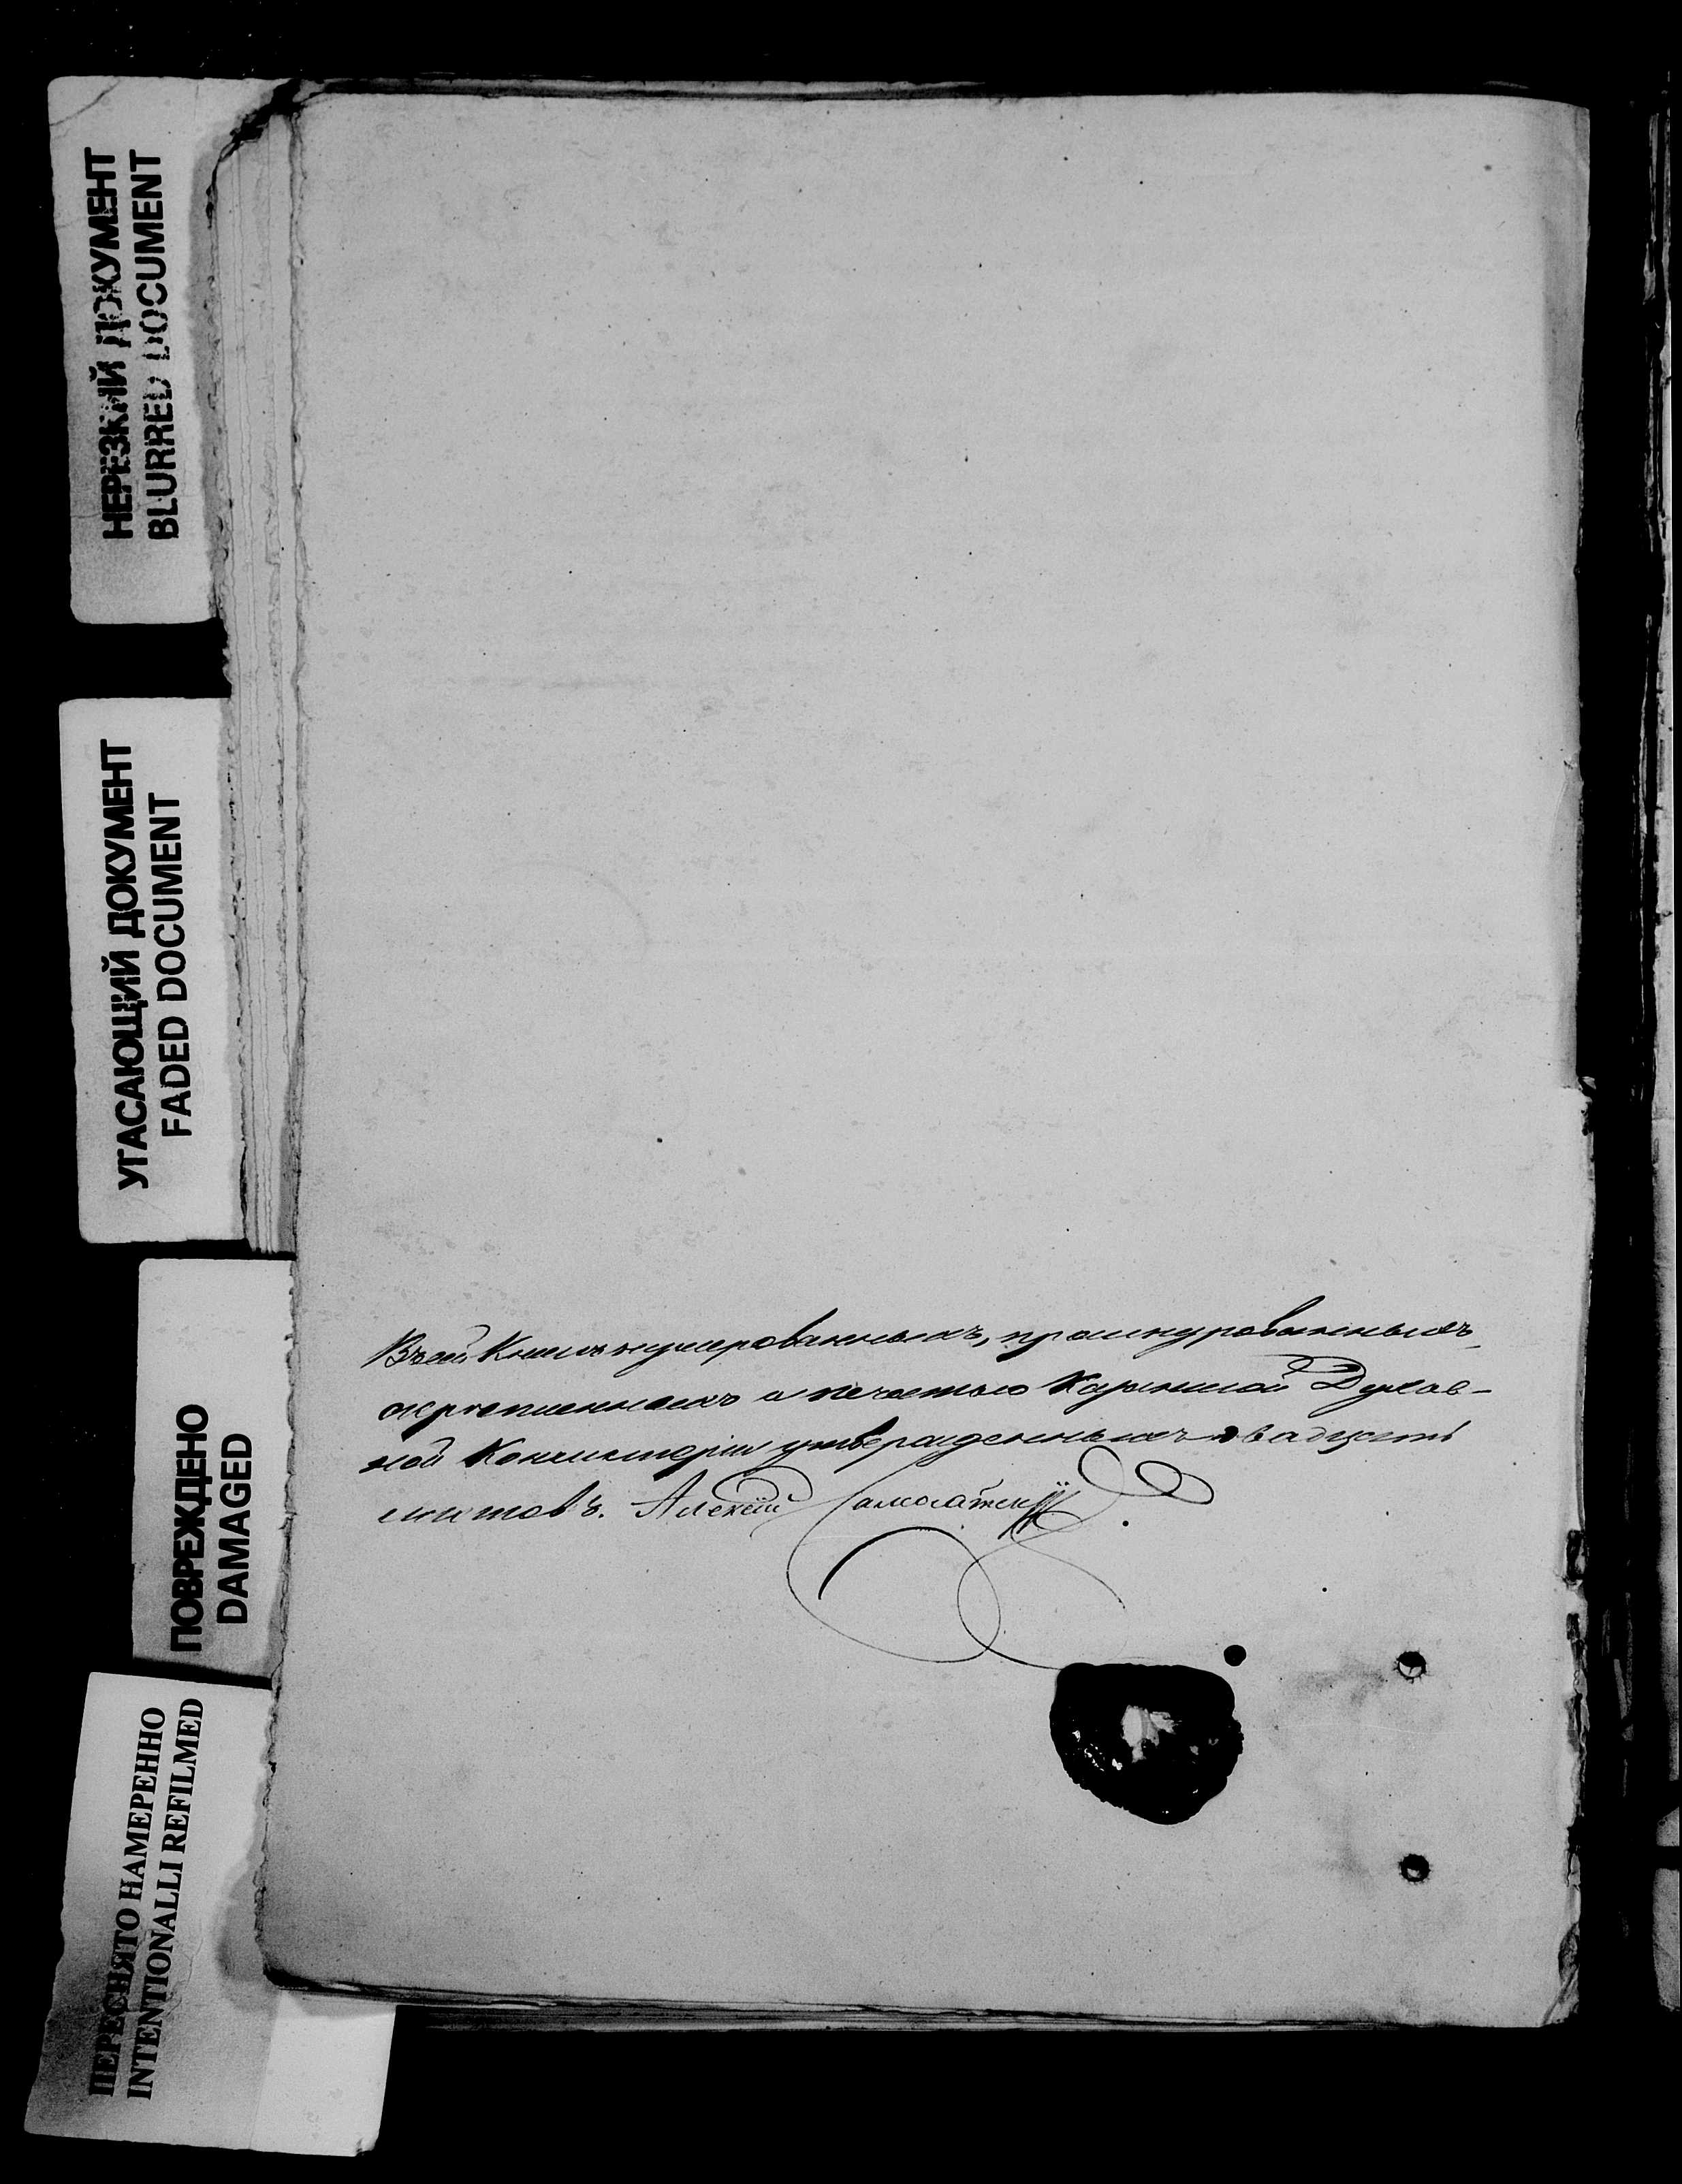 НЕРЕЗКИЙ ДОКУМЕНТ
BLURRED DOCUMENT
УГАСАЮЩИЙ ДОКУМЕНТ
FADED DOCUMENT
ПОВРЕЖДЕНО
DAMAGED
ПЕРЕСНЯТО НАМЕРЕННО
INTENTIONALLI REFILMED
Въ сей Книгѣ нумерованныхъ, прошнурованныхъ,
скрѣпленныхъ и печатью Казанской Духов-
ной Консисторіи утвержденныхъ двадцать
листовъ. Алексѣй